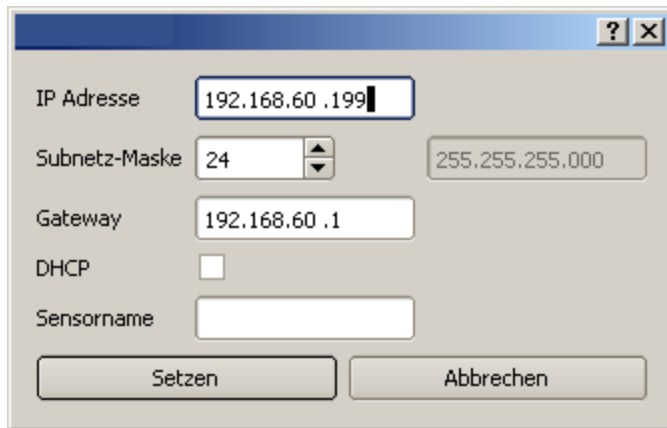 IP Adresse 192.168.60 .199
Subnetz-Maske 24 255.255.255.000
Gateway 192.168.60 .1
DHCP
Sensorname
Setzen Abbrechen